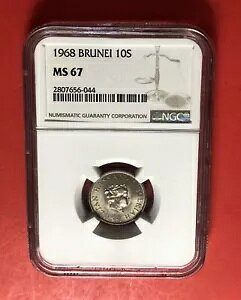 1968 BRUNEI 10S
MS 67
2807656-044
NUMISMATIC GUARANTY CORPORATION
NGC